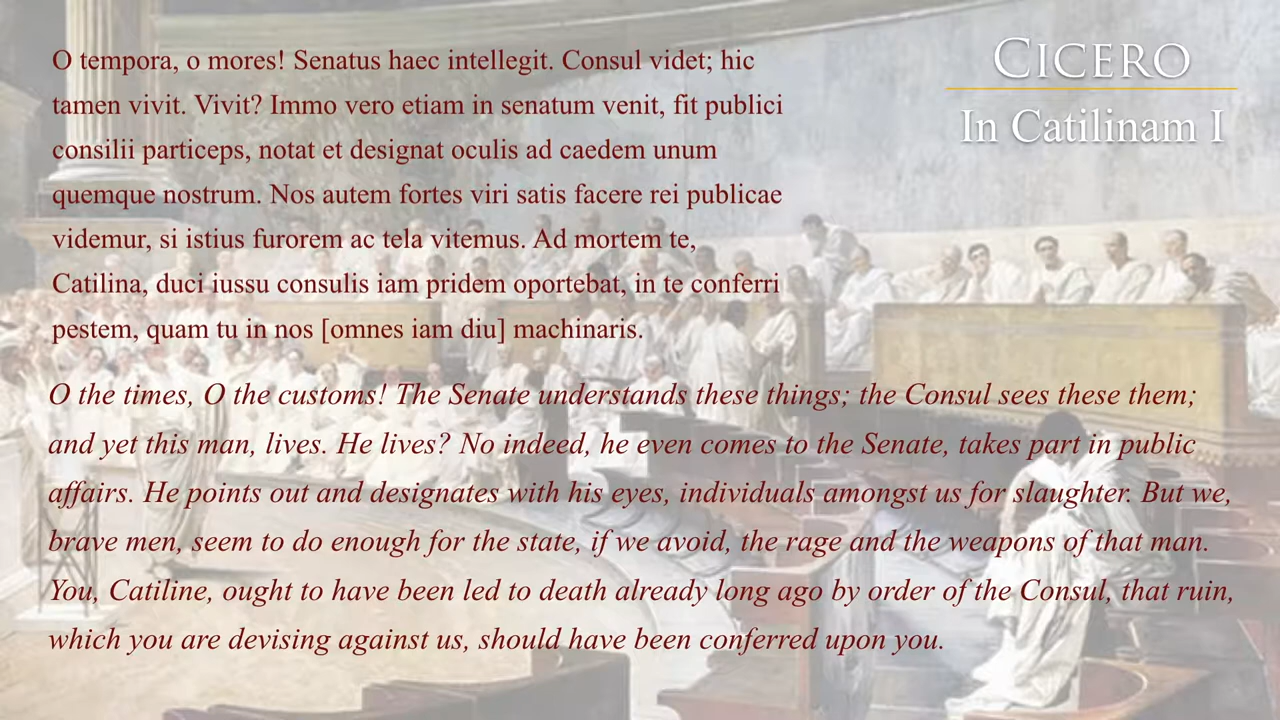 O tempora, o mores! Senatus haec intellegit. Consul videt; hic
tamen vivit. Vivit? Immo vero etiam in senatum venit, fit publici
consilii particeps, notat et designat oculis ad caedem unum
quemque nostrum. Nos autem fortes viri satis facere rei publicae
videmur, si istius furorem ac tela vitemus. Ad mortem te,
Catilina, duci iussu consulis iam pridem oportebat, in te conferri
pestem, quam tu in nos [omnes iam diu] machinaris.
CICERO
In Catilinam I
O the times, O the customs! The Senate understands these things; the Consul sees these them;
and yet this man, lives. He lives? No indeed, he even comes to the Senate, takes part in public
affairs. He points out and designates with his eyes, individuals amongst us for slaughter. But we,
brave men, seem to do enough for the state, if we avoid, the rage and the weapons of that man.
You, Catiline, ought to have been led to death already long ago by order of the Consul, that ruin,
which you are devising against us, should have been conferred upon you.